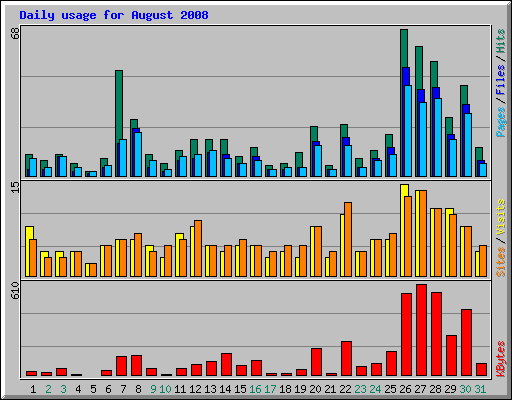 Daily usage for August 2008
68
Pages / Files / Hits
15
Sites / Visits
610
KBytes
1 2 3 4 5 6 7 8 9 10 11 12 13 14 15 16 17 18 19 20 21 22 23 24 25 26 27 28 29 30 31